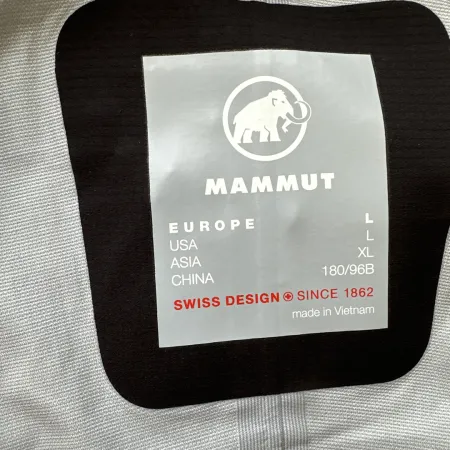 MAMMUT
EUROPE L
USA L
ASIA XL
CHINA 180/96B
SWISS DESIGN SINCE 1862
made in Vietnam